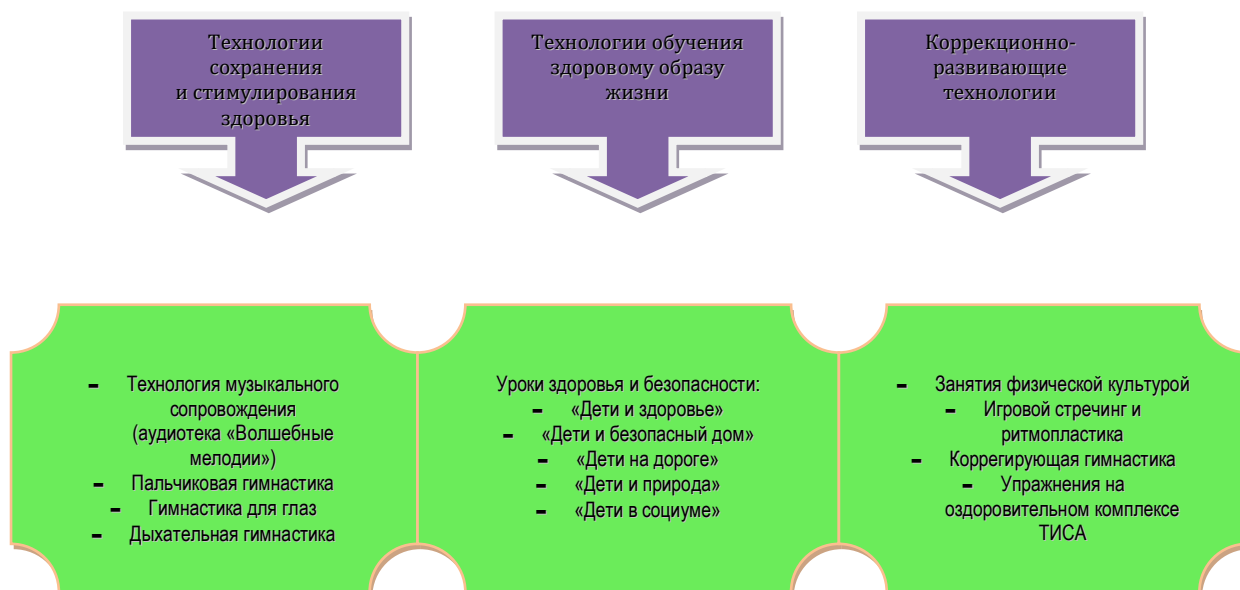 Технологии
сохранения
и стимулирования
здоровья
Технологии обучения
здоровому образу
жизни
Коррекционно-
развивающие
технологии
- Технология музыкального
сопровождения
(аудиотека «Волшебные
мелодии»)
- Пальчиковая гимнастика
- Гимнастика для глаз
- Дыхательная гимнастика
Уроки здоровья и безопасности:
- «Дети и здоровье»
- «Дети и безопасный дом»
- «Дети на дороге»
- «Дети и природа»
- «Дети в социуме»
- Занятия физической культурой
- Игровой стречинг и
ритмопластика
- Коррегирующая гимнастика
- Упражнения на
оздоровительном комплексе
ТИСА